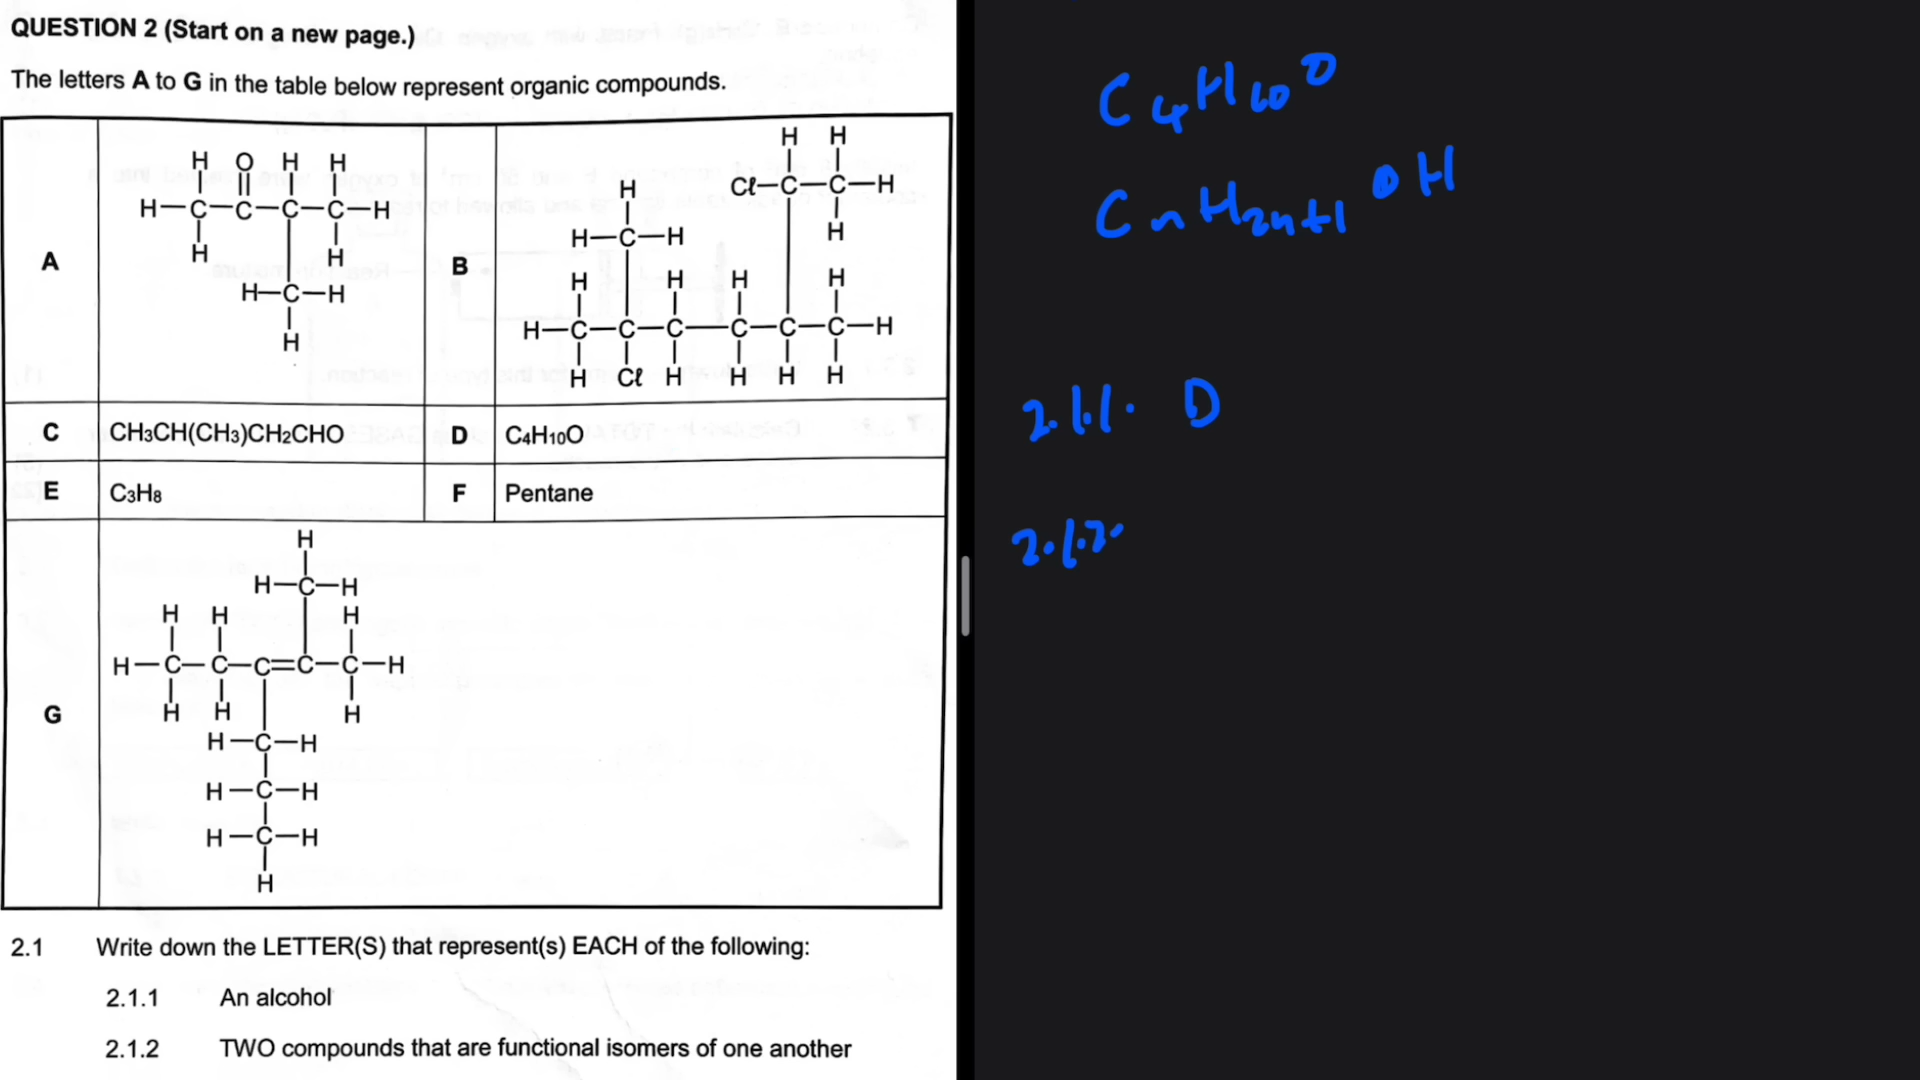 QUESTION 2 (Start on a new page.)
The letters A to G in the table below represent organic compounds.
A
H O H H
H—C—C—C—C—H
H H
H—C—H
H
B
H H
H Cℓ—C—C—H
H—C—H H
H H H H
H—C—C—C—C—C—C—H
H Cℓ H H H H
C CH3CH(CH3)CH2CHO D C4H10O
E C3H8 F Pentane
G
H
H—C—H
H H H
H—C—C—C=C—C—H
H H H
H—C—H
H—C—H
H—C—H
H
2.1 Write down the LETTER(S) that represent(s) EACH of the following:
2.1.1 An alcohol
2.1.2 TWO compounds that are functional isomers of one another
C4H10O
CnH2n+1OH
2.1.1. D
2.1.2.